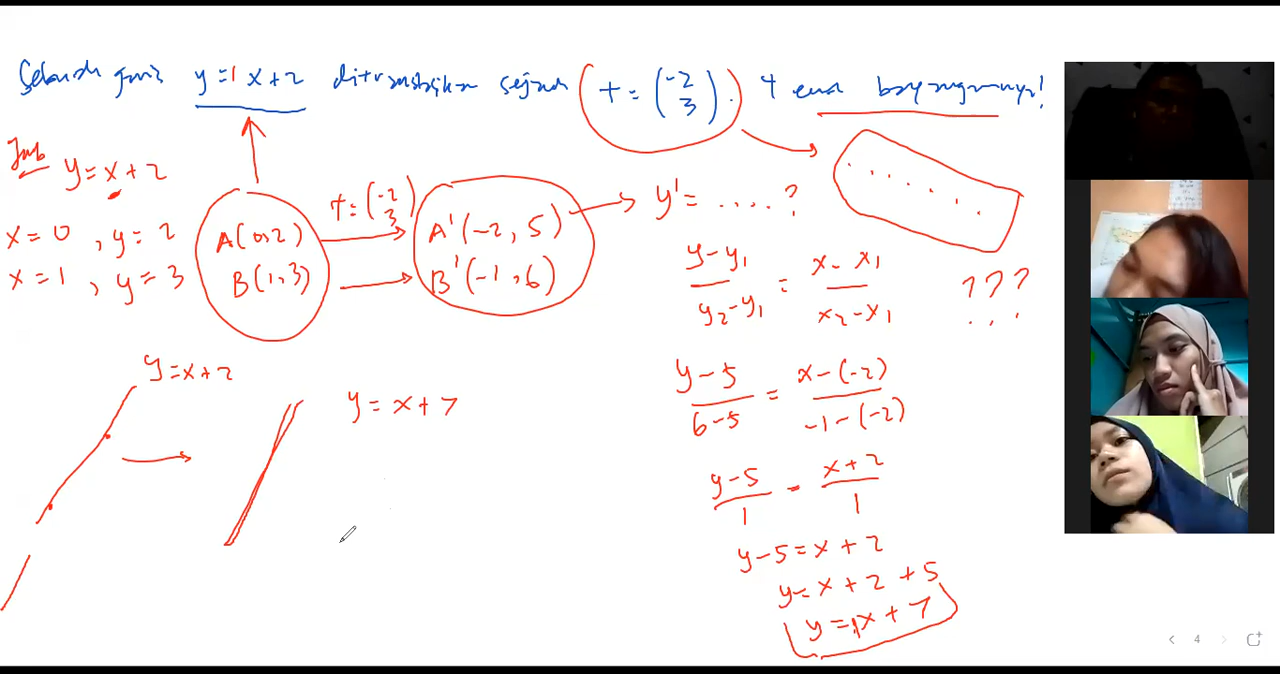 Sebuah garis y = 1x + 2 ditranslasikan sejauh T = (-2 3). Tent bayangannya!
Jwb
y = x + 2
x = 0 , y = 2
x = 1 , y = 3
A(0,2)
B(1,3)
T = (-2 3)
A'(-2, 5)
B'(-1, 6)
y' = .... ?
......
y - y1 / y2 - y1 = x - x1 / x2 - x1
???
...
y - 5 / 6 - 5 = x - (-2) / -1 - (-2)
y - 5 / 1 = x + 2 / 1
y - 5 = x + 2
y = x + 2 + 5
y = 1x + 7
y = x + 2
y = x + 7
4